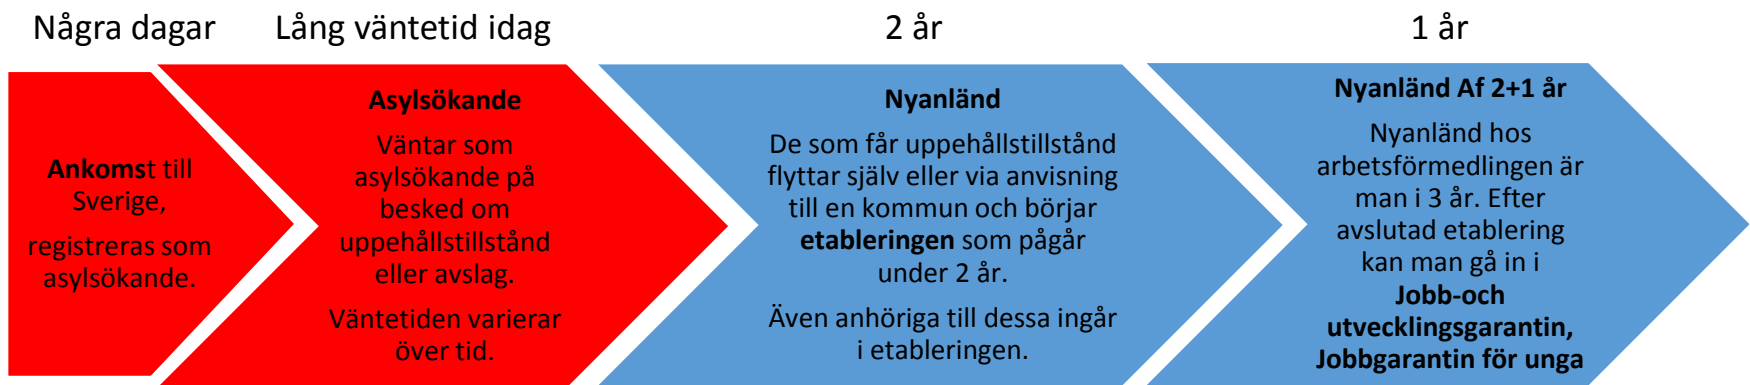 Några dagar
Lång väntetid idag
2 år
1 år
Ankomst till
Sverige,
registreras som
asylsökande.
Asylsökande
Väntar som
asylsökande på
besked om
uppehållstillstånd
eller avslag.
Väntetiden varierar
över tid.
Nyanländ
De som får uppehållstillstånd
flyttar själv eller via anvisning
till en kommun och börjar
etableringen som pågår
under 2 år.
Även anhöriga till dessa ingår
i etableringen.
Nyanländ Af 2+1 år
Nyanländ hos
arbetsförmedlingen är
man i 3 år. Efter
avslutad etablering
kan man gå in i
Jobb-och
utvecklingsgarantin,
Jobbgarantin för unga